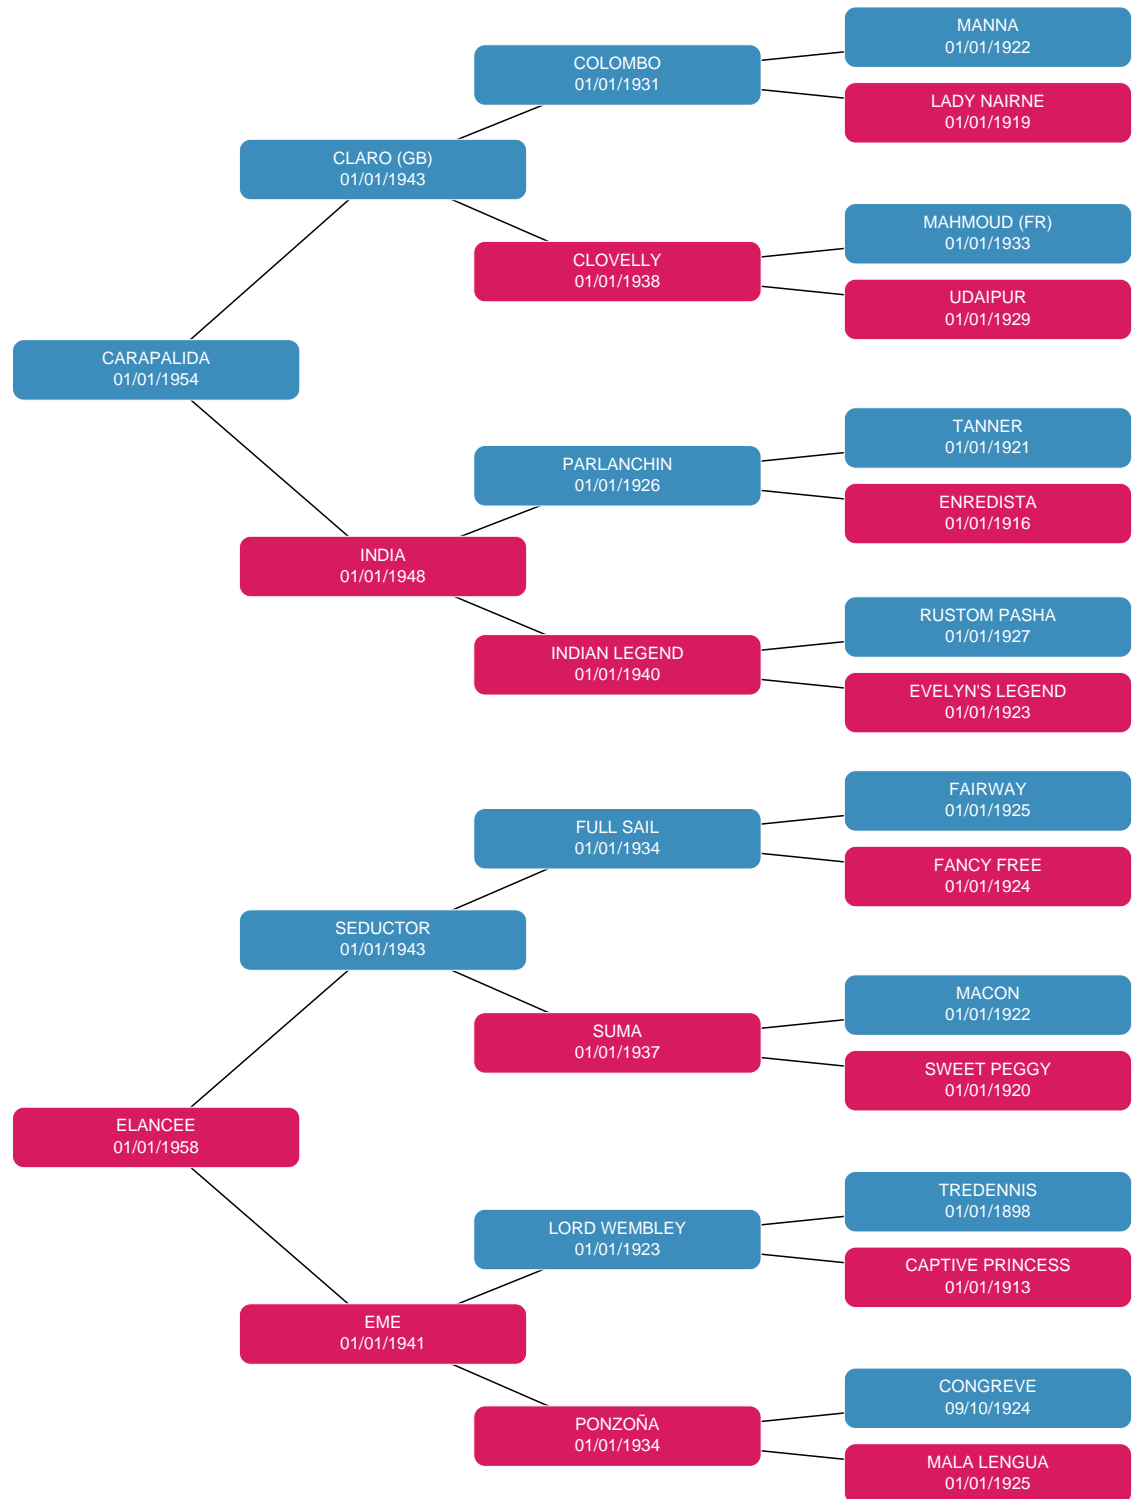 MANNA
01/01/1922
COLOMBO
01/01/1931
LADY NAIRNE
01/01/1919
CLARO (GB)
01/01/1943
MAHMOUD (FR)
01/01/1933
CLOVELLY
01/01/1938
UDAIPUR
01/01/1929
CARAPALIDA
01/01/1954
TANNER
01/01/1921
PARLANCHIN
01/01/1926
ENREDISTA
01/01/1916
INDIA
01/01/1948
RUSTOM PASHA
01/01/1927
INDIAN LEGEND
01/01/1940
EVELYN'S LEGEND
01/01/1923
FAIRWAY
01/01/1925
FULL SAIL
01/01/1934
FANCY FREE
01/01/1924
SEDUCTOR
01/01/1943
MACON
01/01/1922
SUMA
01/01/1937
SWEET PEGGY
01/01/1920
ELANCEE
01/01/1958
TREDENNIS
01/01/1898
LORD WEMBLEY
01/01/1923
CAPTIVE PRINCESS
01/01/1913
EME
01/01/1941
CONGREVE
09/10/1924
PONZOÑA
01/01/1934
MALA LENGUA
01/01/1925